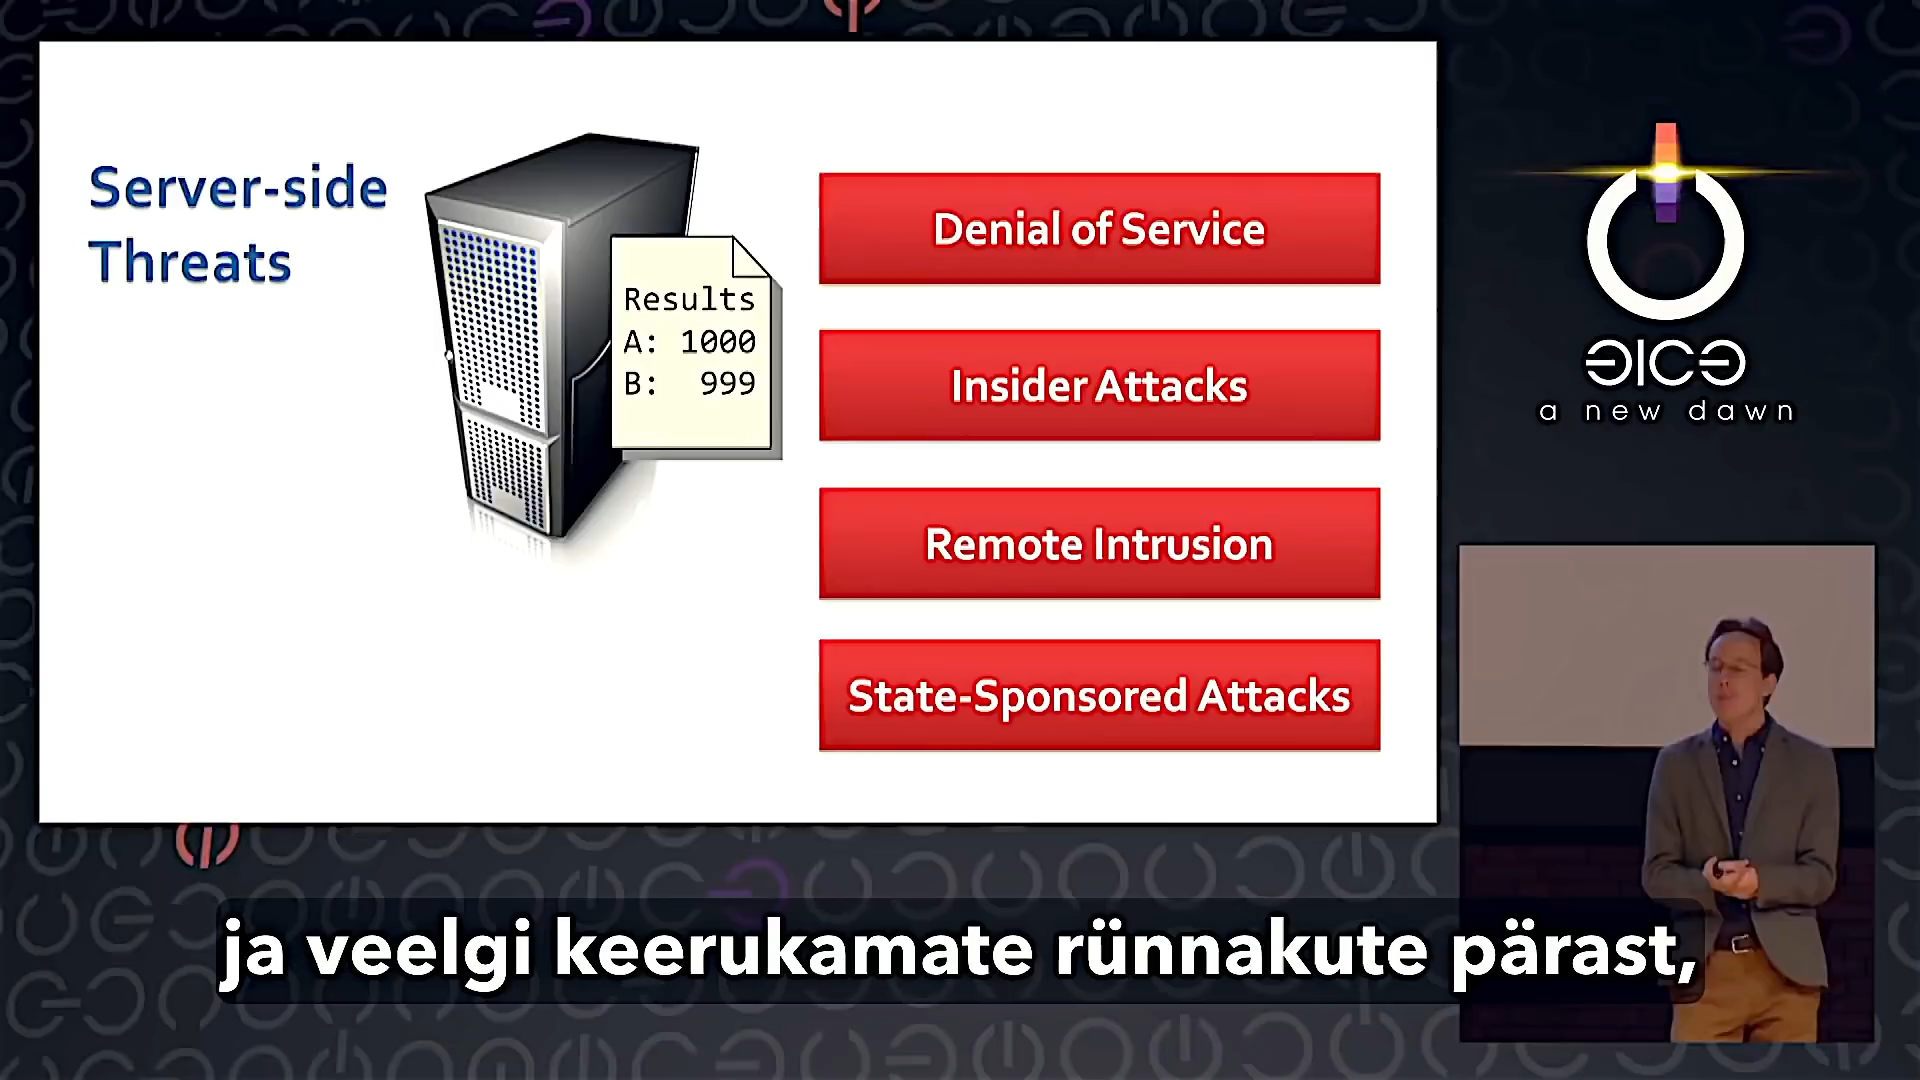 Server-side
Threats
Results
A: 1000
B: 999
Denial of Service
Insider Attacks
Remote Intrusion
State-Sponsored Attacks
a new dawn
ja veelgi keerukamate rünnakute pärast,